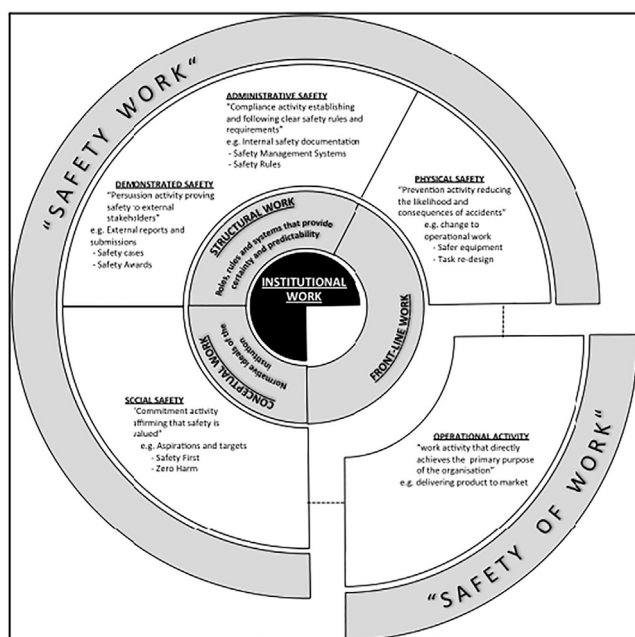 "SAFETY WORK"
ADMINISTRATIVE SAFETY
"Compliance activity establishing
and following clear safety rules and
requirements"
e.g. Internal safety documentation
- Safety Management Systems
- Safety Rules
PHYSICAL SAFETY
"Prevention activity reducing
the likelihood and
consequences of accidents"
e.g. change to
operational work
- Safer equipment
- Task re-design
DEMONSTRATED SAFETY
"Persuasion activity proving
safety to external
stakeholders"
e.g. External reports and
submissions
- Safety cases
- Safety Awards
STRUCTURAL WORK
Roles, rules and systems that provide
certainty and predictability
INSTITUTIONAL
WORK
FRONT-LINE WORK
Normative ideals of the
institution
CONCEPTUAL WORK
SOCIAL SAFETY
"Commitment activity
affirming that safety is
valued"
e.g. Aspirations and targets
- Safety First
- Zero Harm
OPERATIONAL ACTIVITY
"work activity that directly
achieves the primary purpose
of the organisation"
e.g. delivering product to market
"SAFETY OF WORK"